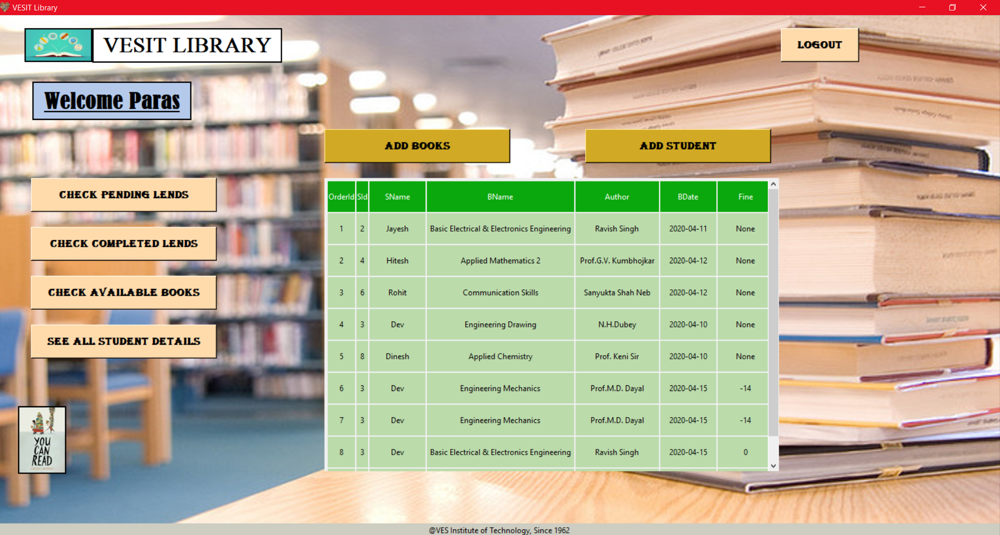 VESIT Library
VESIT LIBRARY
LOGOUT
Welcome Paras
ADD BOOKS
ADD STUDENT
CHECK PENDING LENDS
CHECK COMPLETED LENDS
CHECK AVAILABLE BOOKS
SEE ALL STUDENT DETAILS
OrderId SId SName BName Author BDate Fine
1 2 Jayesh Basic Electrical & Electronics Engineering Ravish Singh 2020-04-11 None
2 4 Hitesh Applied Mathematics 2 Prof.G.V. Kumbhojkar 2020-04-12 None
3 6 Rohit Communication Skills Sanyukta Shah Neb 2020-04-12 None
4 3 Dev Engineering Drawing N.H.Dubey 2020-04-10 None
5 8 Dinesh Applied Chemistry Prof. Keni Sir 2020-04-10 None
6 3 Dev Engineering Mechanics Prof.M.D. Dayal 2020-04-15 -14
7 3 Dev Engineering Mechanics Prof.M.D. Dayal 2020-04-15 -14
8 3 Dev Basic Electrical & Electronics Engineering Ravish Singh 2020-04-15 0
YOU
CAN
READ
@VES Institute of Technology, Since 1962